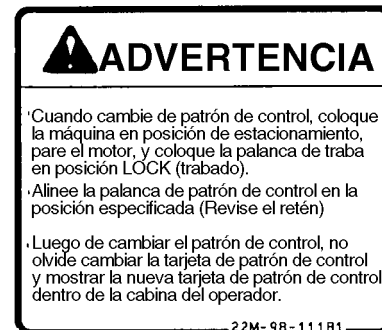 ADVERTENCIA
Cuando cambie de patrón de control, coloque
la máquina en posición de estacionamiento,
pare el motor, y coloque la palanca de traba
en posición LOCK (trabado).
Alinee la palanca de patrón de control en la
posición especificada (Revise el retén)
Luego de cambiar el patrón de control, no
olvide cambiar la tarjeta de patrón de control
y mostrar la nueva tarjeta de patrón de control
dentro de la cabina del operador.
22M-98-111B1